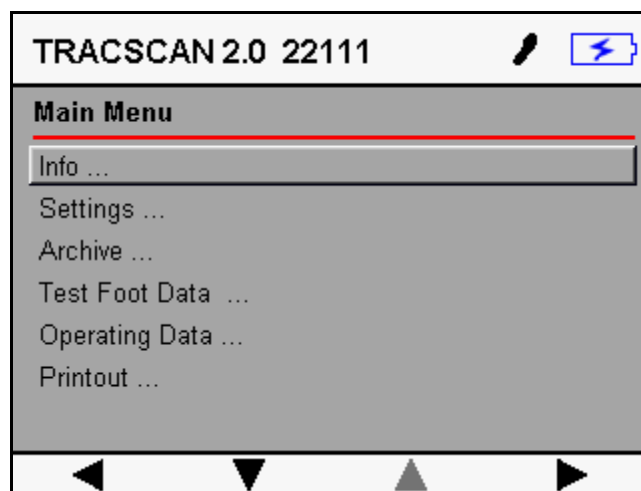 TRACSCAN 2.0 22111
Main Menu
Info ...
Settings ...
Archive ...
Test Foot Data ...
Operating Data ...
Printout ...